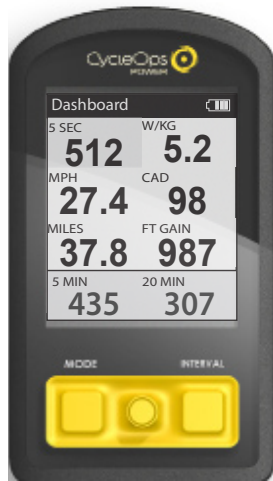 CycleOps
POWER
Dashboard
5 SEC W/KG
512 5.2
MPH CAD
27.4 98
MILES FT GAIN
37.8 987
5 MIN 20 MIN
435 307
MODE INTERVAL